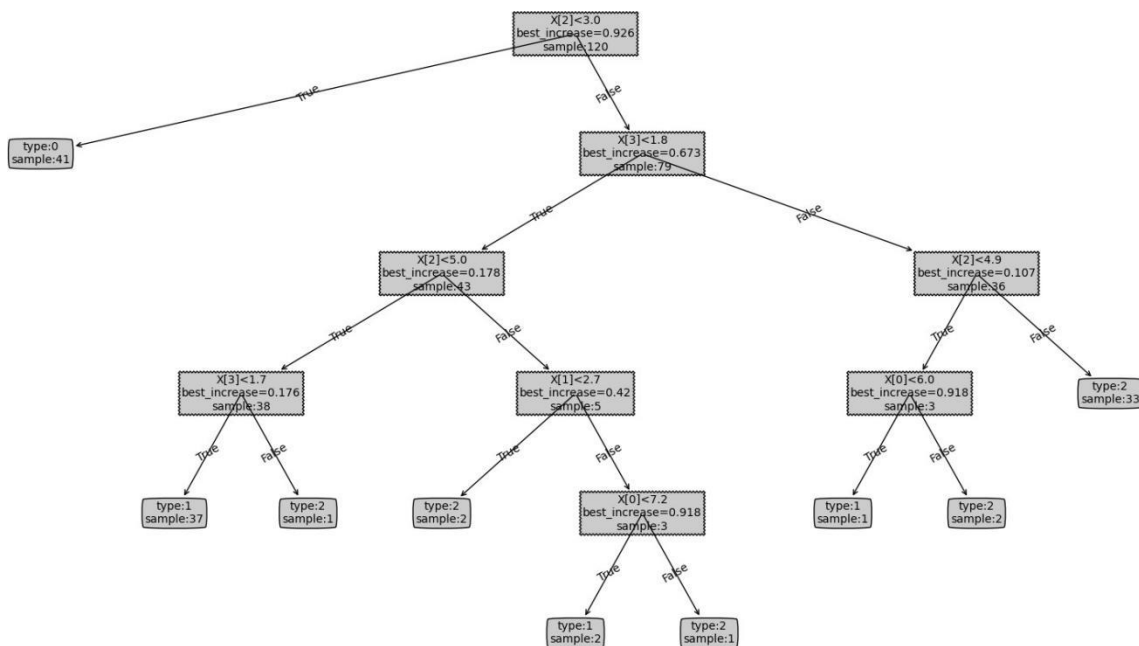 X[2]<3.0
best_increase=0.926
sample:120
True
False
type:0
sample:41
X[3]<1.8
best_increase=0.673
sample:79
True
False
X[2]<5.0
best_increase=0.178
sample:43
X[2]<4.9
best_increase=0.107
sample:36
True
False
True
False
X[3]<1.7
best_increase=0.176
sample:38
X[1]<2.7
best_increase=0.42
sample:5
X[0]<6.0
best_increase=0.918
sample:3
type:2
sample:33
True
False
True
False
True
False
type:1
sample:37
type:2
sample:1
type:2
sample:2
X[0]<7.2
best_increase=0.918
sample:3
type:1
sample:1
type:2
sample:2
True
False
type:1
sample:2
type:2
sample:1